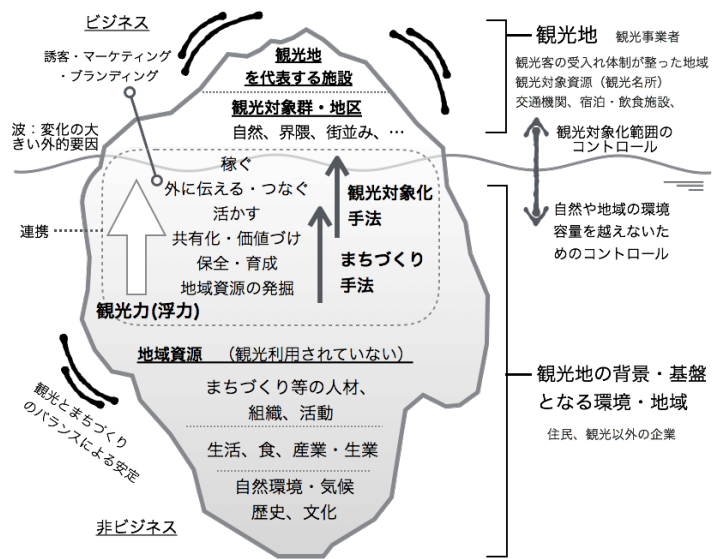 ビジネス
誘客・マーケティング
・ブランディング
波：変化の大
きい外的要因
連携
観光地
を代表する施設
観光対象群・地区
自然、界隈、街並み、…
稼ぐ
外に伝える・つなぐ
活かす
共有化・価値づけ
保全・育成
地域資源の発掘
観光対象化
手法
まちづくり
手法
観光力(浮力)
地域資源 （観光利用されていない）
まちづくり等の人材、
組織、活動
生活、食、産業・生業
自然環境・気候
歴史、文化
観光とまちづくり
のバランスによる安定
非ビジネス
観光地 観光事業者
観光客の受入れ体制が整った地域
観光対象資源（観光名所）
交通機関、宿泊・飲食施設、
観光対象化範囲の
コントロール
自然や地域の環境
容量を越えないた
めのコントロール
観光地の背景・基盤
となる環境・地域
住民、観光以外の企業